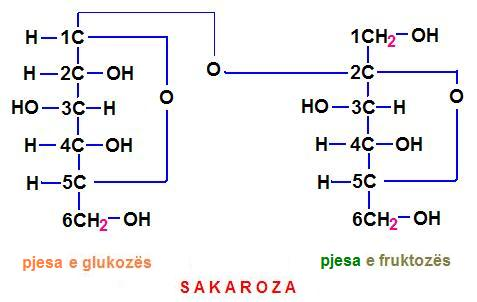 1CH2–OH
H–1C
O
H–2C–OH
2C
O
O
HO–3C–H
HO–3C–H
H–4C–OH
H–4C–OH
H–5C
H–5C
6CH2–OH
6CH2–OH
pjesa e glukozës
pjesa e fruktozës
SAKAROZA